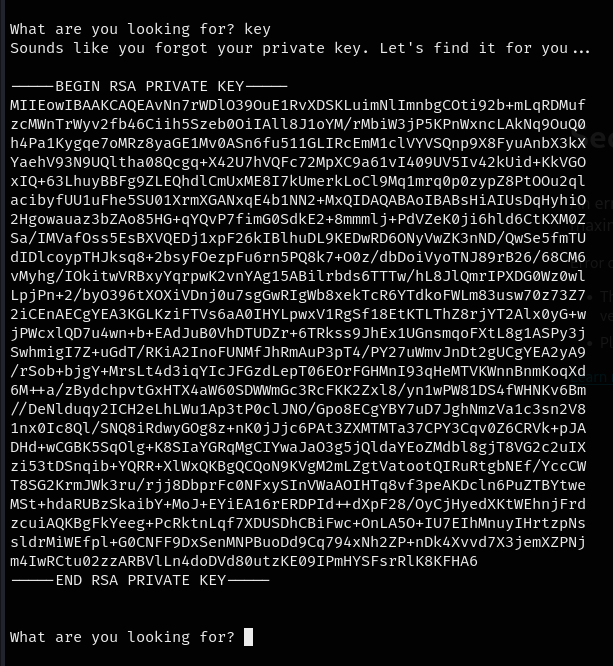 What are you looking for? key
Sounds like you forgot your private key. Let's find it for you...
-----BEGIN RSA PRIVATE KEY-----
MIIEowIBAAKCAQEAvNn7rWDlO39OuE1RvXDSKLuimNlImnbgCOti92b+mLqRDMuf
zcMWnTrWyv2fb46Ciih5Szeb0OiIAll8J1oYM/rMbiW3jP5KPnWxncLAkNq9OuQ0
h4Pa1Kygqe7oMRz8yaGE1Mv0ASn6fu511GLIRcEmM1clVYVSQnp9X8FyuAnbX3kX
YaehV93N9UQltha08Qcgq+X42U7hVQFc72MpXC9a61vI409UV5Iv42kUid+KkVGO
xIQ+63LhuyBBFg9ZLEQhdlCmUxME8I7kUmerkLoCl9Mq1mrq0p0zypZ8PtOOu2ql
acibyfUU1uFhe5SU01XrmXGANxqE4b1NN2+MxQIDAQABAoIBABsHiAIUsDqHyhiO
2Hgowauaz3bZAo85HG+qYQvP7fimG0SdkE2+8mmmlj+PdVZeK0ji6hld6CtKXM0Z
Sa/IMVafOss5EsBXVQEDj1xpF26kIBlhuDL9KEDwRD6ONyVwZK3nND/QwSe5fmTU
dIDlcoypTHJksq8+2bsyFOezpFu6rn5PQ8k7+O0z/dbDoiVyoTNJ89rB26/68CM6
vMyhg/IOkitwVRBxyYqrpwK2vnYAg15ABilrbds6TTTw/hL8JlQmrIPXDG0Wz0wl
LpjPn+2/byO396tXOXiVDnj0u7sgGwRIgWb8xekTcR6YTdkoFWLm83usw70z73Z7
2iCEnAECgYEA3KGLKziFTVs6aA0IHYLpwxV1RgSf18EtKTLThZ8rjYT2Alx0yG+w
jPWcxlQD7u4wn+b+EAdJuB0VhDTUDZr+6TRkss9JhEx1UGnsmqoFXtL8g1ASPy3j
SwhmigI7Z+uGdT/RKiA2InoFUNMfJhRmAuP3pT4/PY27uWmvJnDt2gUCgYEA2yA9
/rSob+bjgY+MrsLt4d3iqYIcJFGzdLepT06EOrFGHMnI93qHeMTVKWnnBnmKoqXd
6M++a/zBydchpvtGxHTX4aW60SDWWmGc3RcFKK2Zxl8/yn1wPW81DS4fWHNKv6Bm
//DeNlduqy2ICH2eLhLWu1Ap3tP0clJNO/Gpo8ECgYBY7uD7JghNmzVa1c3sn2V8
1nx0Ic8Ql/SNQ8iRdwyGOg8z+nK0jJjc6PAt3ZXMTMTa37CPY3Cqv0Z6CRVk+pJA
DHd+wCGBK5SqOlg+K8SIaYGRqMgCIYwaJaO3g5jQldaYEoZMdbl8gjT8VG2c2uIX
zi53tDSnqib+YQRR+XlWxQKBgQCQoN9KVgM2mLZgtVatootQIRuRtgbNEf/YccCW
T8SG2KrmJWk3ru/rjj8DbprFc0NFxySInVWaAOIHTq8vf3peAKDcln6PuZTBYtwe
MSt+hdaRUBzSkaibY+MoJ+EYiEA16rERDPId++dXpF28/OyCjHyedXKtWEhnjFrd
zcuiAQKBgFkYeeg+PcRktnLqf7XDUSDhCBiFwc+OnLA5O+IU7EIhMnuyIHrtzpNs
sldrMiWEfpl+G0CNFF9DxSenMNPBuoDd9Cq794xNh2ZP+nDk4Xvvd7X3jemXZPNj
m4IwRCtu02zzARBVlLn4doDVd80utzKE09IPmHYSFsrRlK8KFHA6
-----END RSA PRIVATE KEY-----
What are you looking for?